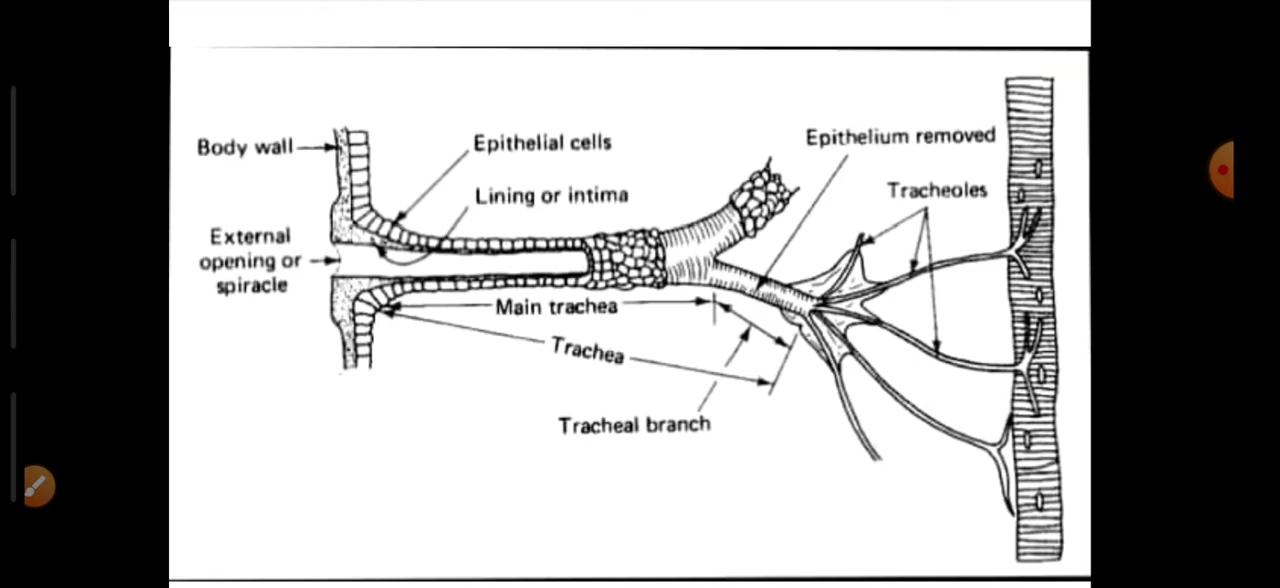 Body wall
Epithelial cells
Epithelium removed
Lining or intima
Tracheoles
External
opening or
spiracle
Main trachea
Trachea
Tracheal branch